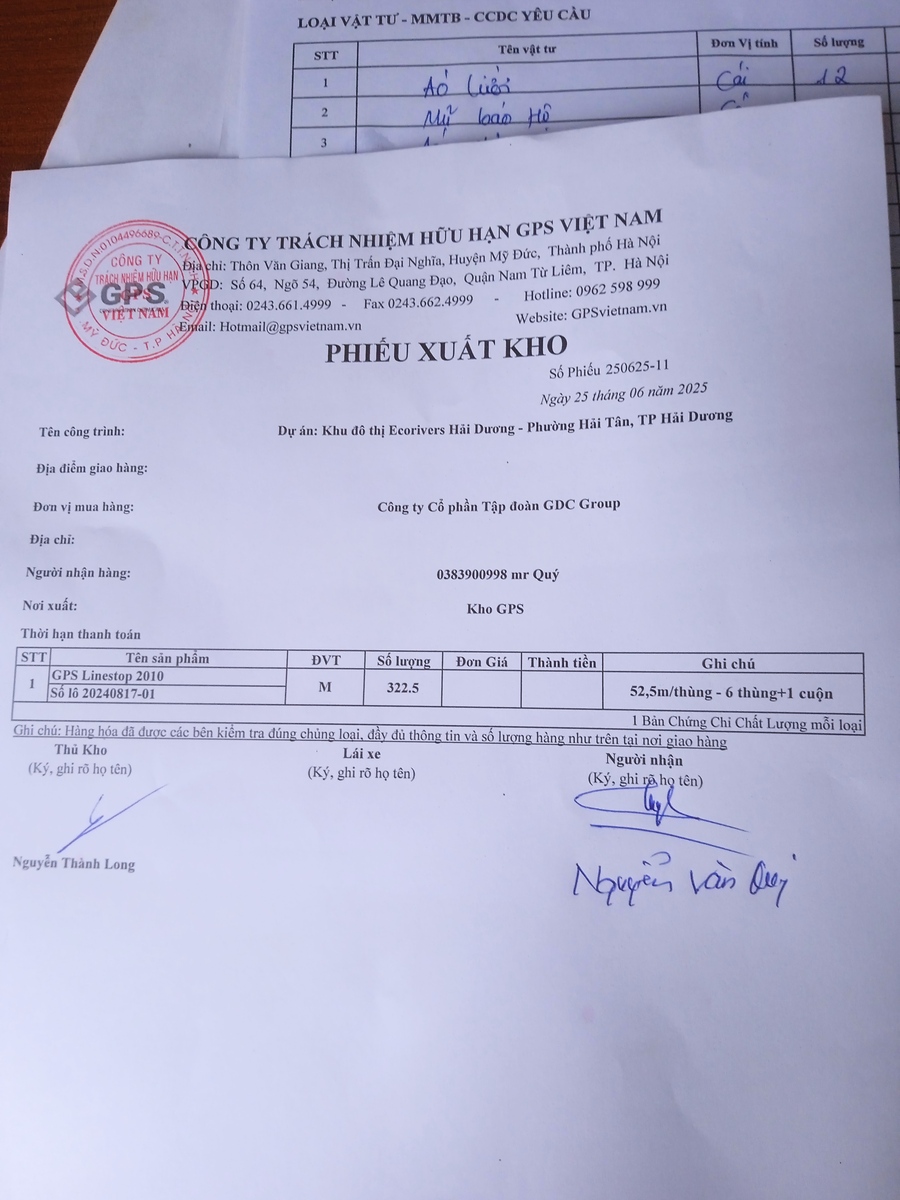 LOẠI VẬT TƯ - MMTB - CCDC YÊU CẦU
STT Tên vật tư Đơn Vị tính Số lượng
1 Áo lưới Cái 12
2 Mũ bảo Hộ
3
CÔNG TY TRÁCH NHIỆM HỮU HẠN GPS VIỆT NAM
Địa chỉ: Thôn Văn Giang, Thị Trấn Đại Nghĩa, Huyện Mỹ Đức, Thành phố Hà Nội
VPGD: Số 64, Ngõ 54, Đường Lê Quang Đạo, Quận Nam Từ Liêm, TP. Hà Nội
Điện thoại: 0243.661.4999 - Fax 0243.662.4999 - Hotline: 0962 598 999
Email: Hotmail@gpsvietnam.vn Website: GPSvietnam.vn
M.S.D.N:0104496689-C.T.T.N.H.H
CÔNG TY
TRÁCH NHIỆM HỮU HẠN
GPS
VIỆT NAM
MỸ ĐỨC - T.P HÀ NỘI
GPS
PHIẾU XUẤT KHO
Số Phiếu 250625-11
Ngày 25 tháng 06 năm 2025
Tên công trình: Dự án: Khu đô thị Ecorivers Hải Dương - Phường Hải Tân, TP Hải Dương
Địa điểm giao hàng:
Đơn vị mua hàng: Công ty Cổ phần Tập đoàn GDC Group
Địa chỉ:
Người nhận hàng: 0383900998 mr Quý
Nơi xuất: Kho GPS
Thời hạn thanh toán
STT Tên sản phẩm ĐVT Số lượng Đơn Giá Thành tiền Ghi chú
1 GPS Linestop 2010 M 322.5 52,5m/thùng - 6 thùng+1 cuộn
Số lô 20240817-01
1 Bản Chứng Chỉ Chất Lượng mỗi loại
Ghi chú: Hàng hóa đã được các bên kiểm tra đúng chủng loại, đầy đủ thông tin và số lượng hàng như trên tại nơi giao hàng
Thủ Kho Lái xe Người nhận
(Ký, ghi rõ họ tên) (Ký, ghi rõ họ tên) (Ký, ghi rõ họ tên)
Nguyễn Thành Long
Nguyễn Văn Quý